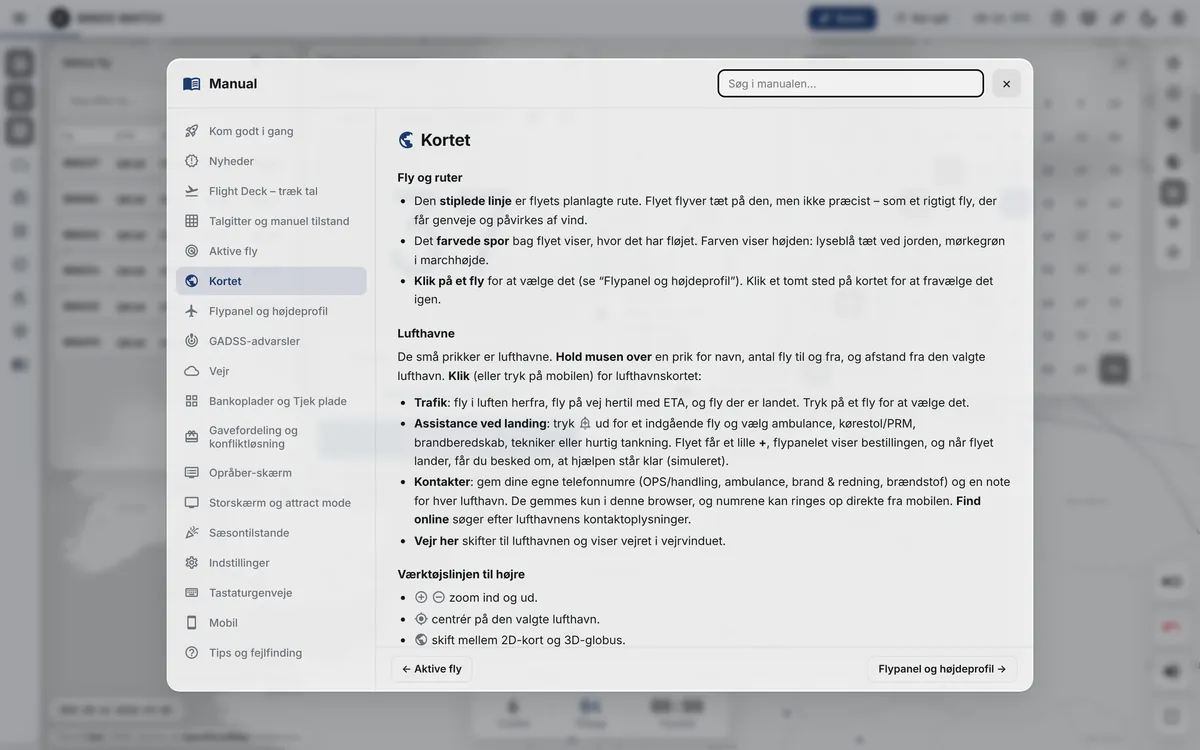 Manual
Søg i manualen...
Kom godt i gang
Nyheder
Flight Deck – træk tal
Talgitter og manuel tilstand
Aktive fly
Kortet
Flypanel og højdeprofil
GADSS-advarsler
Vejr
Bankoplader og Tjek plade
Gavefordeling og
konfliktløsning
Opråber-skærm
Storskærm og attract mode
Sæsontilstande
Indstillinger
Tastaturgenveje
Mobil
Tips og fejlfinding
Kortet
Fly og ruter
• Den stiplede linje er flyets planlagte rute. Flyet flyver tæt på den, men ikke præcist – som et rigtigt fly, der
får genveje og påvirkes af vind.
• Det farvede spor bag flyet viser, hvor det har fløjet. Farven viser højden: lyseblå tæt ved jorden, mørkegrøn
i marchhøjde.
• Klik på et fly for at vælge det (se “Flypanel og højdeprofil”). Klik et tomt sted på kortet for at fravælge det
igen.
Lufthavne
De små prikker er lufthavne. Hold musen over en prik for navn, antal fly til og fra, og afstand fra den valgte
lufthavn. Klik (eller tryk på mobilen) for lufthavnskortet:
• Trafik: fly i luften herfra, fly på vej hertil med ETA, og fly der er landet. Tryk på et fly for at vælge det.
• Assistance ved landing: tryk ud for et indgående fly og vælg ambulance, kørestol/PRM,
brandberedskab, tekniker eller hurtig tankning. Flyet får et lille +, flypanelet viser bestillingen, og når flyet
lander, får du besked om, at hjælpen står klar (simuleret).
• Kontakter: gem dine egne telefonnumre (OPS/handling, ambulance, brand & redning, brændstof) og en note
for hver lufthavn. De gemmes kun i denne browser, og numrene kan ringes op direkte fra mobilen. Find
online søger efter lufthavnens kontaktoplysninger.
• Vejr her skifter til lufthavnen og viser vejret i vejrvinduet.
Værktøjslinjen til højre
• zoom ind og ud.
• centrér på den valgte lufthavn.
• skift mellem 2D-kort og 3D-globus.
← Aktive fly
Flypanel og højdeprofil →